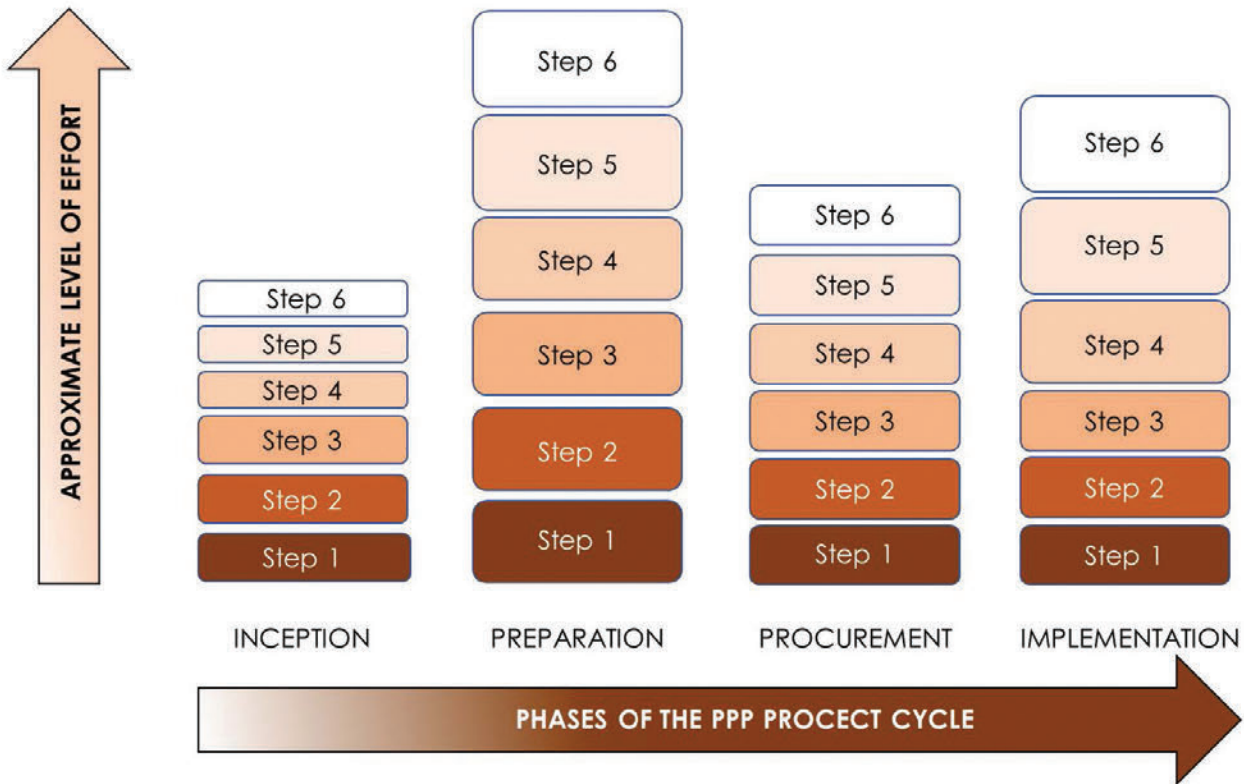 APPROXIMATE LEVEL OF EFFORT
Step 6
Step 5
Step 4
Step 3
Step 2
Step 1
INCEPTION
Step 6
Step 5
Step 4
Step 3
Step 2
Step 1
PREPARATION
Step 6
Step 5
Step 4
Step 3
Step 2
Step 1
PROCUREMENT
Step 6
Step 5
Step 4
Step 3
Step 2
Step 1
IMPLEMENTATION
PHASES OF THE PPP PROCECT CYCLE